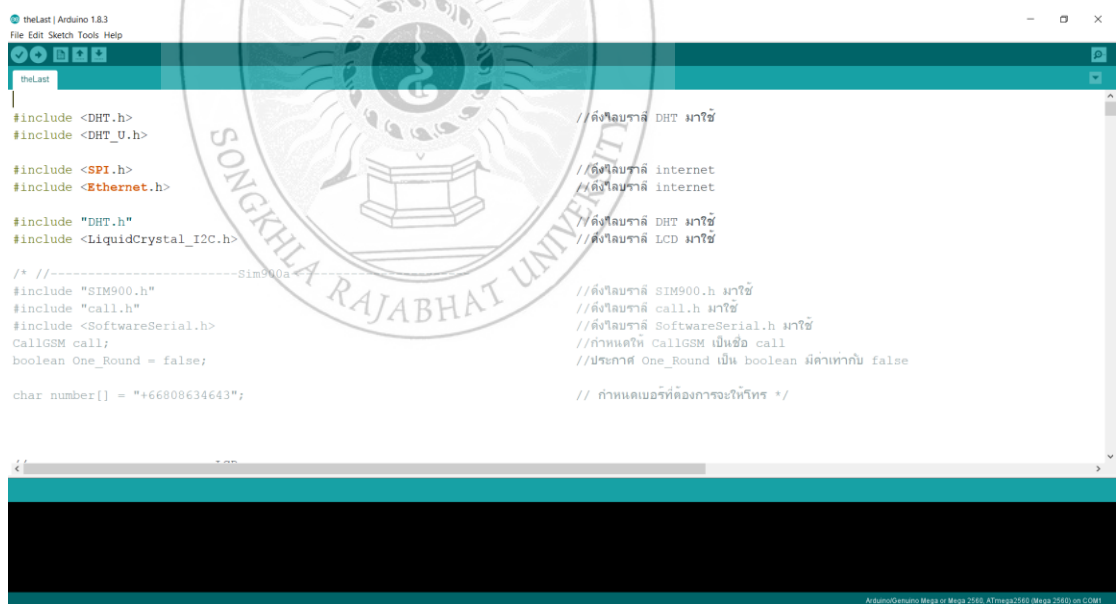 theLast | Arduino 1.8.3
File Edit Sketch Tools Help
theLast
#include <DHT.h> //ดึงไลบรารี DHT มาใช้
#include <DHT_U.h>
#include <SPI.h> //ดึงไลบรารี internet
#include <Ethernet.h> //ดึงไลบรารี internet
#include "DHT.h" //ดึงไลบรารี DHT มาใช้
#include <LiquidCrystal_I2C.h> //ดึงไลบรารี LCD มาใช้
/* //-------------------------Sim900a-------------------------
#include "SIM900.h" //ดึงไลบรารี SIM900.h มาใช้
#include "call.h" //ดึงไลบรารี call.h มาใช้
#include <SoftwareSerial.h> //ดึงไลบรารี SoftwareSerial.h มาใช้
CallGSM call; //กำหนดให้ CallGSM เป็นชื่อ call
boolean One_Round = false; //ประกาศ One_Round เป็น boolean มีค่าเท่ากับ false
char number[] = "+66808634643"; // กำหนดเบอร์ที่ต้องการจะให้โทร */
SONGKHLA RAJABHAT UNIVERSITY
Arduino/Genuino Mega or Mega 2560, ATmega2560 (Mega 2560) on COM1